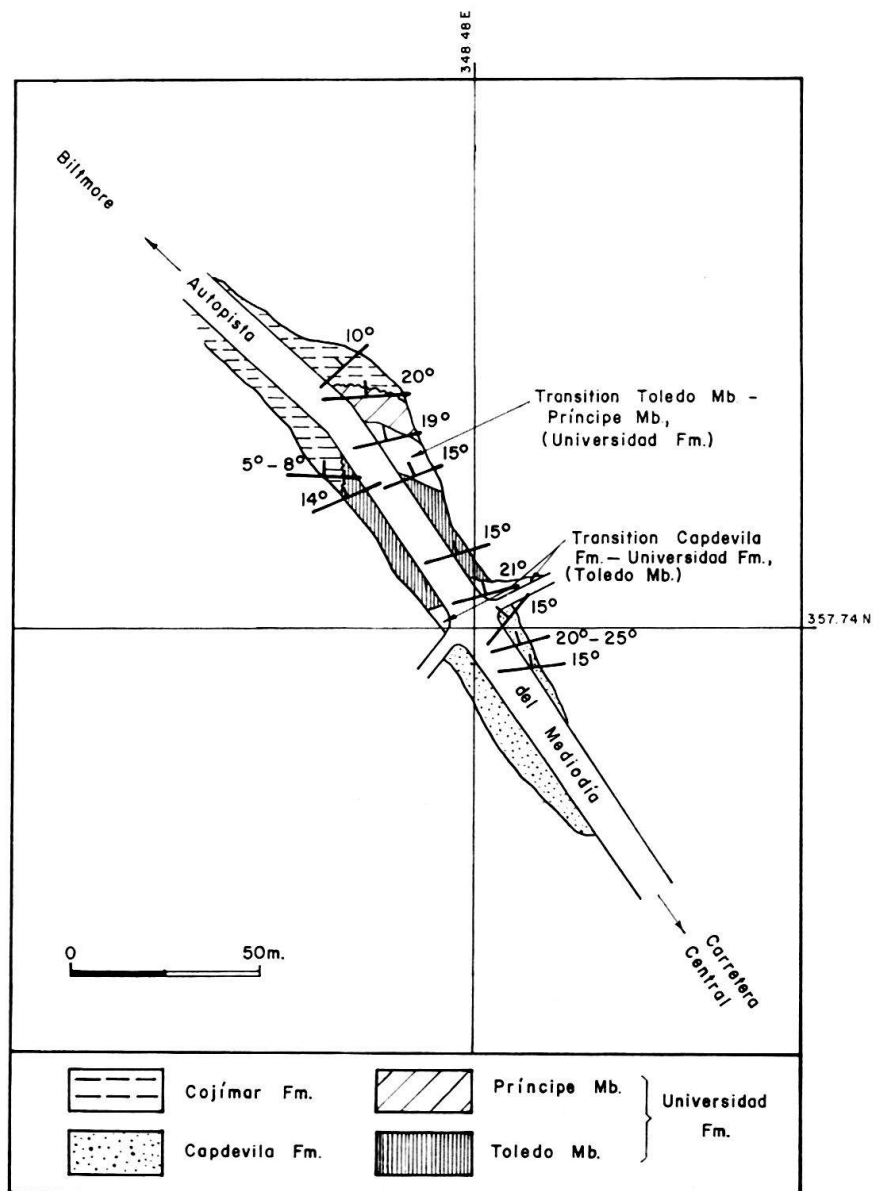 348.48 E
Biltmore
Autopista
10°
20°
Transition Toledo Mb. –
Príncipe Mb.,
(Universidad Fm.)
19°
15°
5° – 8°
14°
15°
Transition Capdevila
Fm. – Universidad Fm.,
(Toledo Mb.)
21°
15°
357.74 N
20° – 25°
15°
del Mediodía
0 50m.
Carretera
Central
Cojímar Fm.
Príncipe Mb.
Universidad
Fm.
Capdevila Fm.
Toledo Mb.